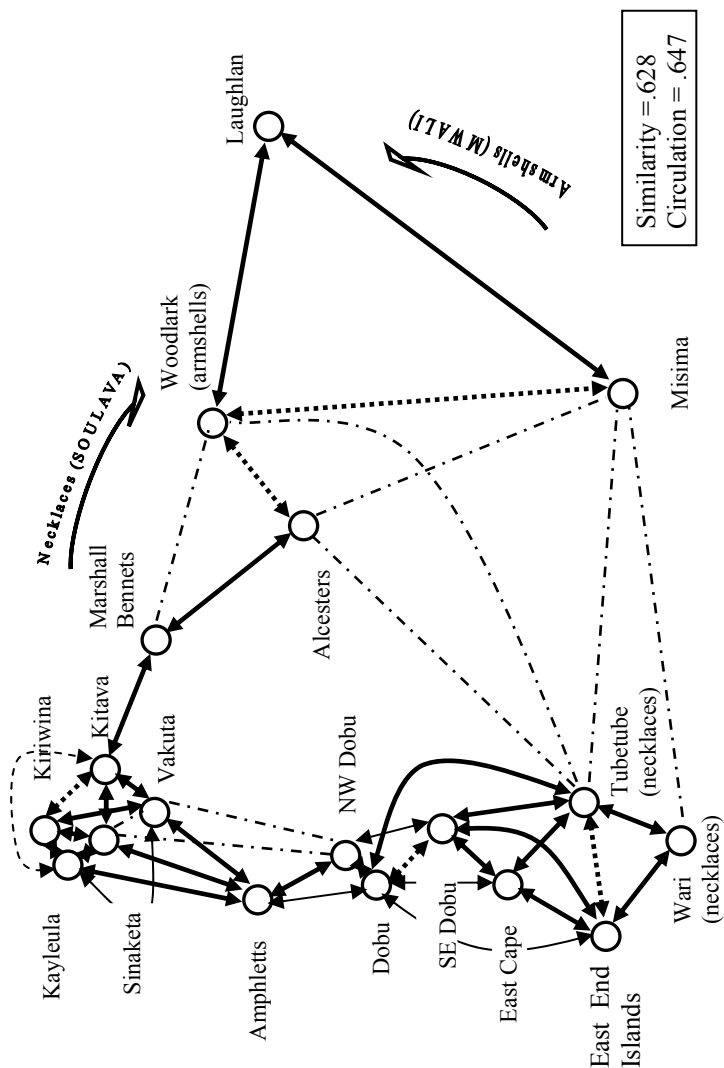 Necklaces (SOULAVA)
Armshells (MWALI)
Laughlan
Woodlark
(armshells)
Marshall
Bennets
Alcesters
Misima
Kiriwina
Kitava
Vakuta
Kayleula
Sinaketa
Amphletts
NW Dobu
Dobu
SE Dobu
East Cape
East End
Islands
Tubetube
(necklaces)
Wari
(necklaces)
Similarity =.628
Circulation = .647